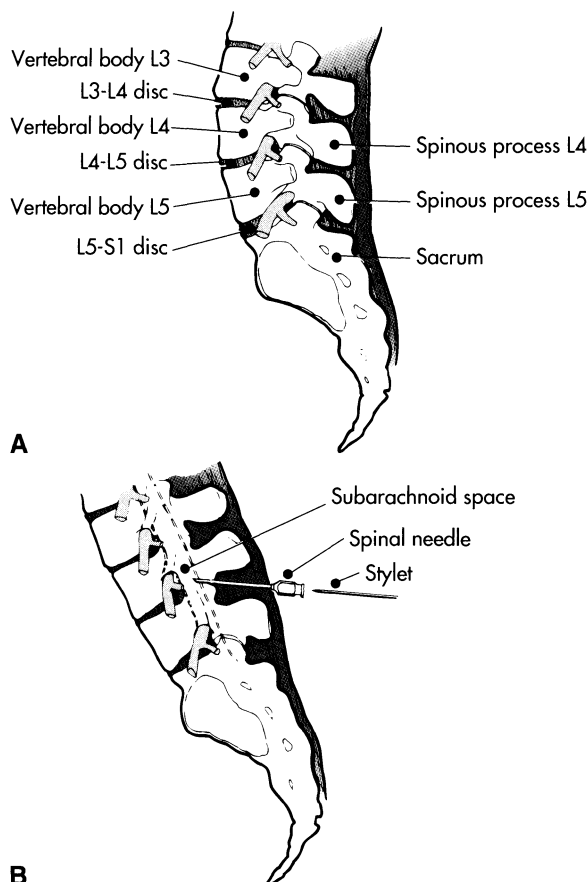 Vertebral body L3
L3-L4 disc
Vertebral body L4
L4-L5 disc
Vertebral body L5
L5-S1 disc
Spinous process L4
Spinous process L5
Sacrum
A
Subarachnoid space
Spinal needle
Stylet
B